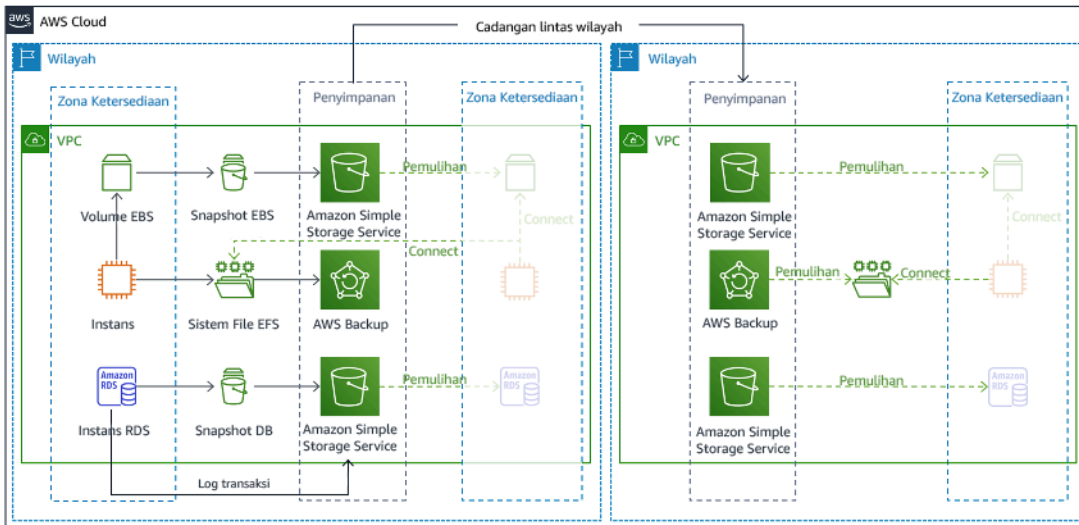 aws
AWS Cloud
Cadangan lintas wilayah
Wilayah
Zona Ketersediaan
Penyimpanan
Zona Ketersediaan
VPC
Volume EBS
Snapshot EBS
Amazon Simple
Storage Service
Pemulihan
Connect
Connect
Instans
Sistem File EFS
AWS Backup
Amazon
RDS
Instans RDS
Snapshot DB
Amazon Simple
Storage Service
Pemulihan
Amazon
RDS
Log transaksi
Wilayah
Penyimpanan
Zona Ketersediaan
VPC
Pemulihan
Amazon Simple
Storage Service
Connect
Pemulihan
Connect
AWS Backup
Pemulihan
Amazon
RDS
Amazon Simple
Storage Service